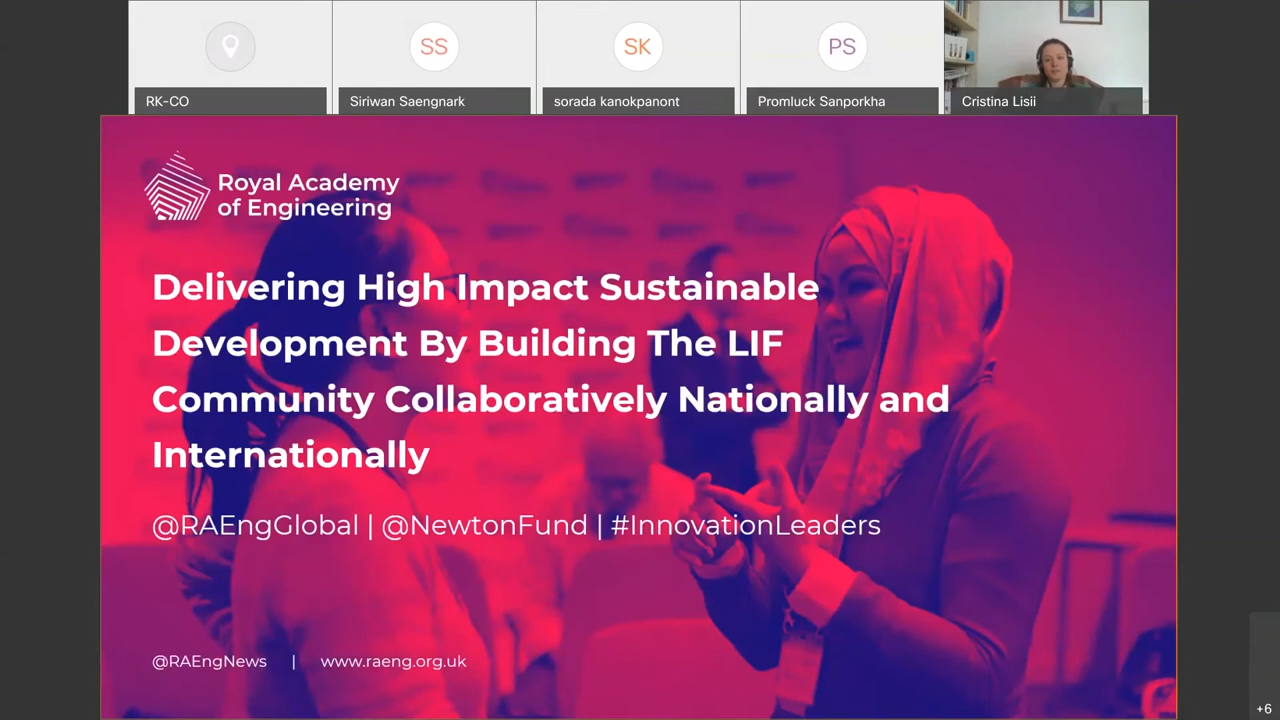 SS
SK
PS
RK-CO
Siriwan Saengnark
sorada kanokpanont
Promluck Sanporkha
Cristina Lisii
Royal Academy
of Engineering
Delivering High Impact Sustainable
Development By Building The LIF
Community Collaboratively Nationally and
Internationally
@RAEngGlobal | @NewtonFund | #InnovationLeaders
@RAEngNews | www.raeng.org.uk
+6